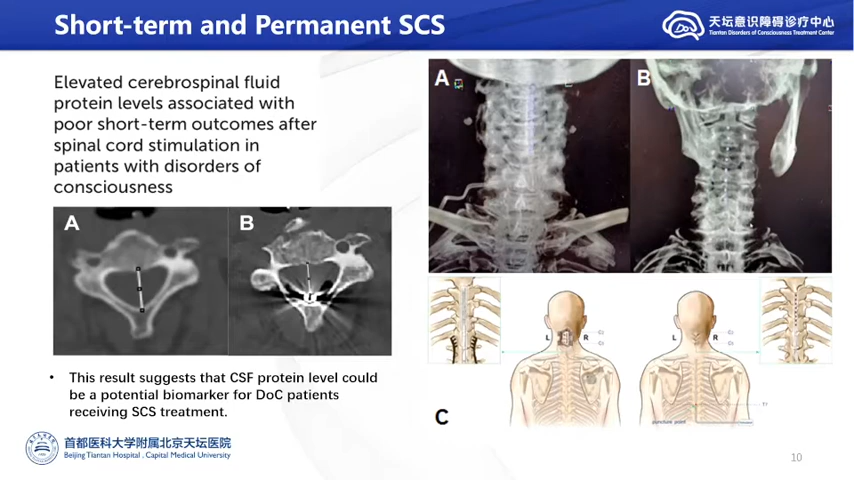 Short-term and Permanent SCS
天坛意识障碍诊疗中心
Tiantan Disorders of Consciousness Treatment Center
Elevated cerebrospinal fluid
protein levels associated with
poor short-term outcomes after
spinal cord stimulation in
patients with disorders of
consciousness
A
B
This result suggests that CSF protein level could
be a potential biomarker for DoC patients
receiving SCS treatment.
A
B
L
R
L
R
puncture point
C
首都医科大学附属北京天坛医院
Beijing Tiantan Hospital , Capital Medical University
10